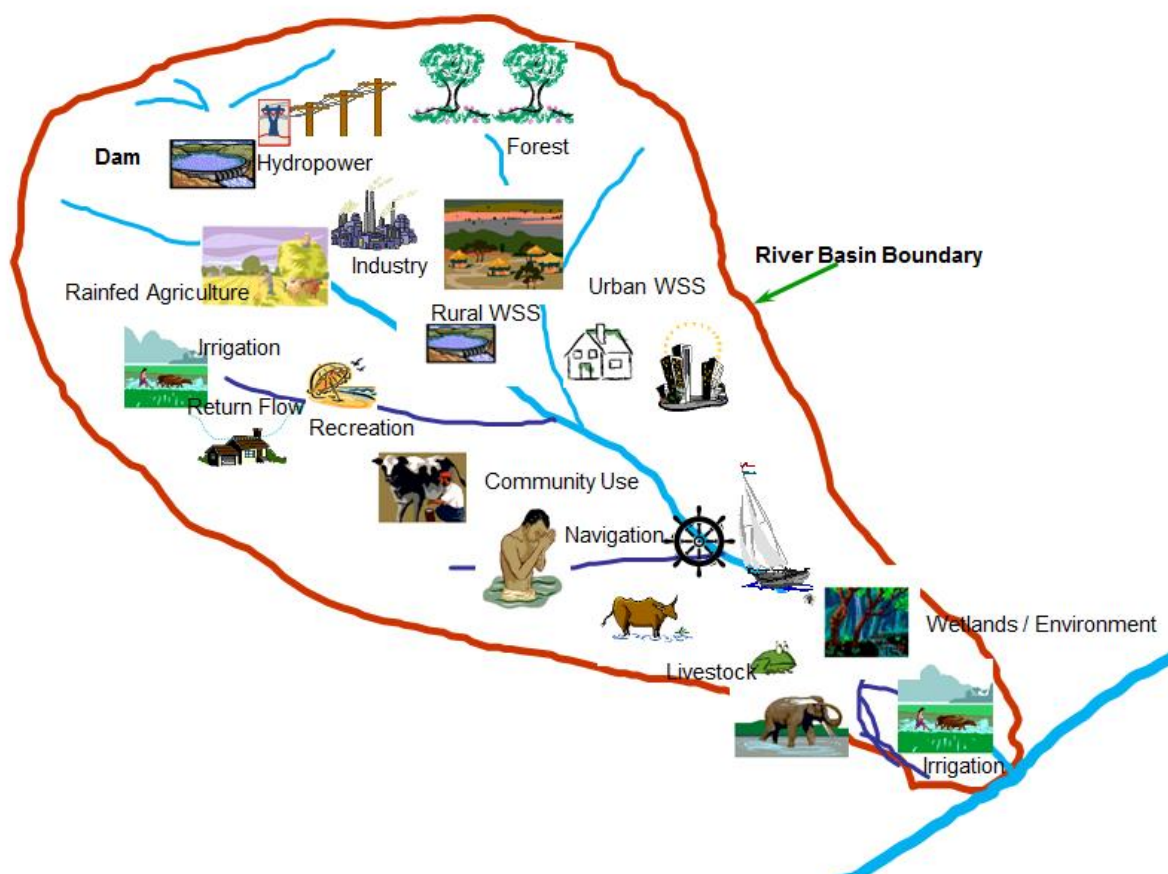 Forest
Dam
Hydropower
River Basin Boundary
Industry
Urban WSS
Rainfed Agriculture
Rural WSS
Irrigation
Return Flow
Recreation
Community Use
Navigation
Wetlands / Environment
Livestock
Irrigation